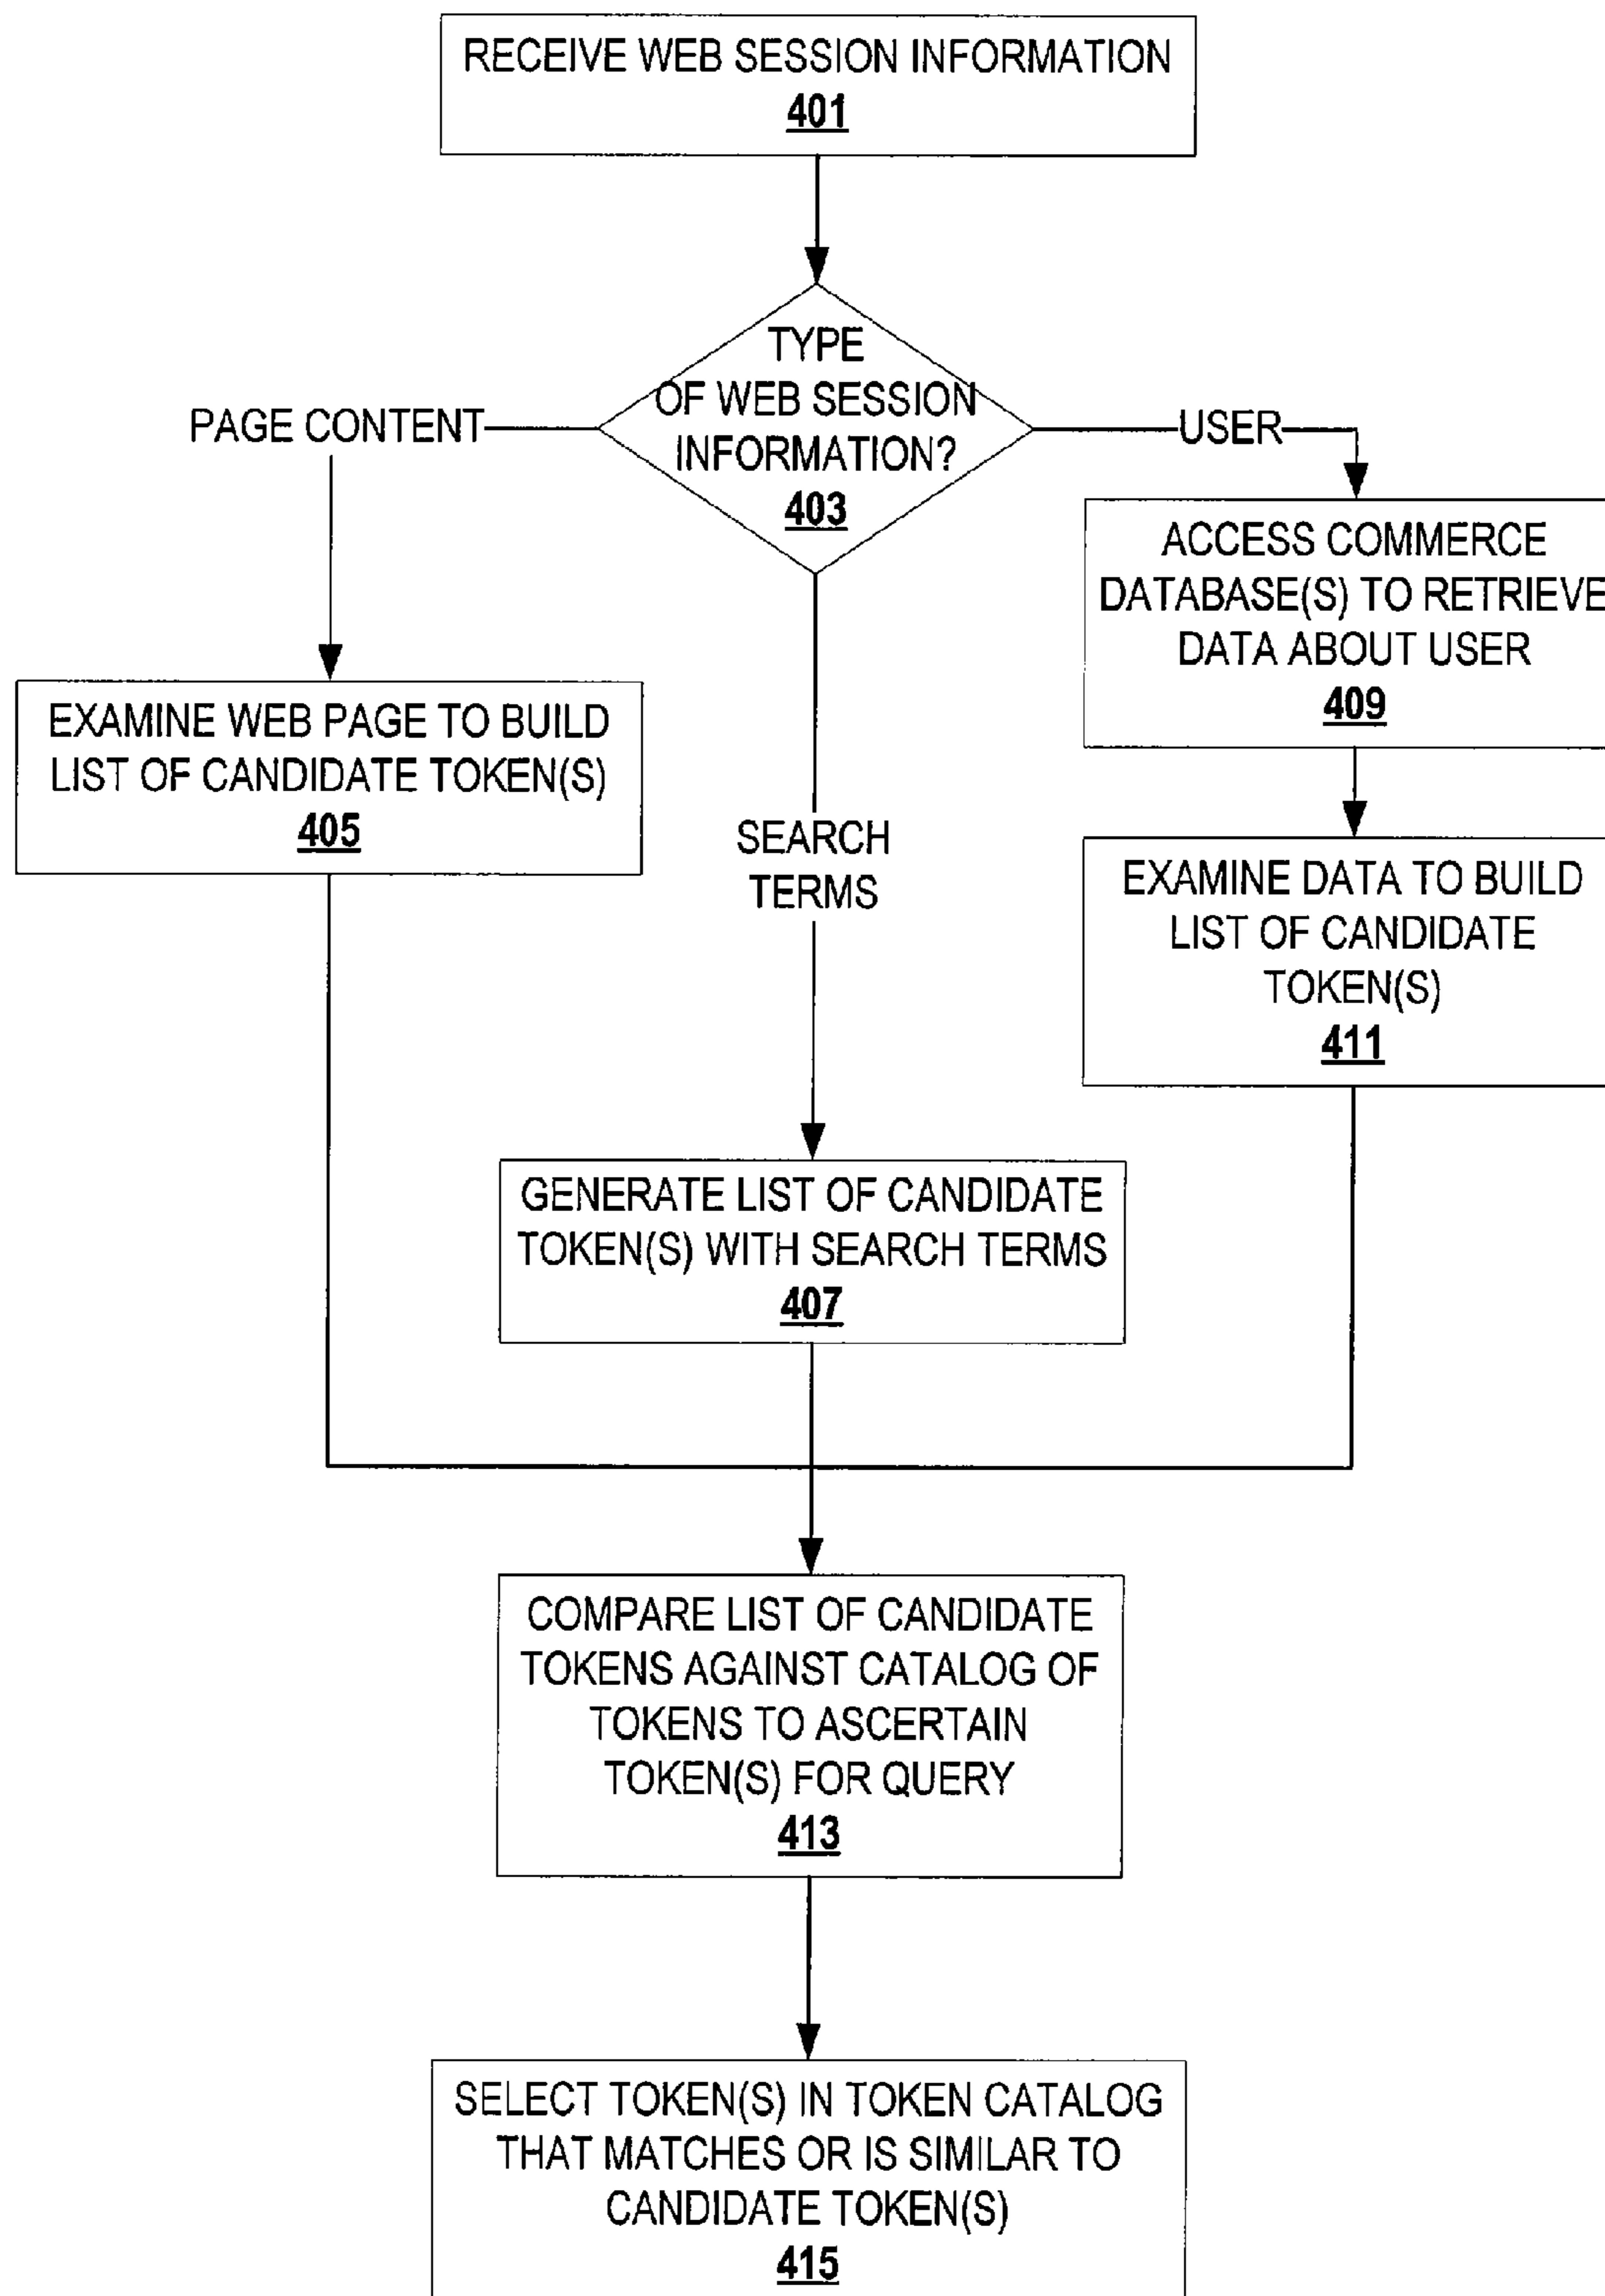 RECEIVE WEB SESSION INFORMATION
401
TYPE
OF WEB SESSION
INFORMATION?
403
PAGE CONTENT
USER
ACCESS COMMERCE
DATABASE(S) TO RETRIEVE
DATA ABOUT USER
409
EXAMINE WEB PAGE TO BUILD
LIST OF CANDIDATE TOKEN(S)
405
SEARCH
TERMS
EXAMINE DATA TO BUILD
LIST OF CANDIDATE
TOKEN(S)
411
GENERATE LIST OF CANDIDATE
TOKEN(S) WITH SEARCH TERMS
407
COMPARE LIST OF CANDIDATE
TOKENS AGAINST CATALOG OF
TOKENS TO ASCERTAIN
TOKEN(S) FOR QUERY
413
SELECT TOKEN(S) IN TOKEN CATALOG
THAT MATCHES OR IS SIMILAR TO
CANDIDATE TOKEN(S)
415